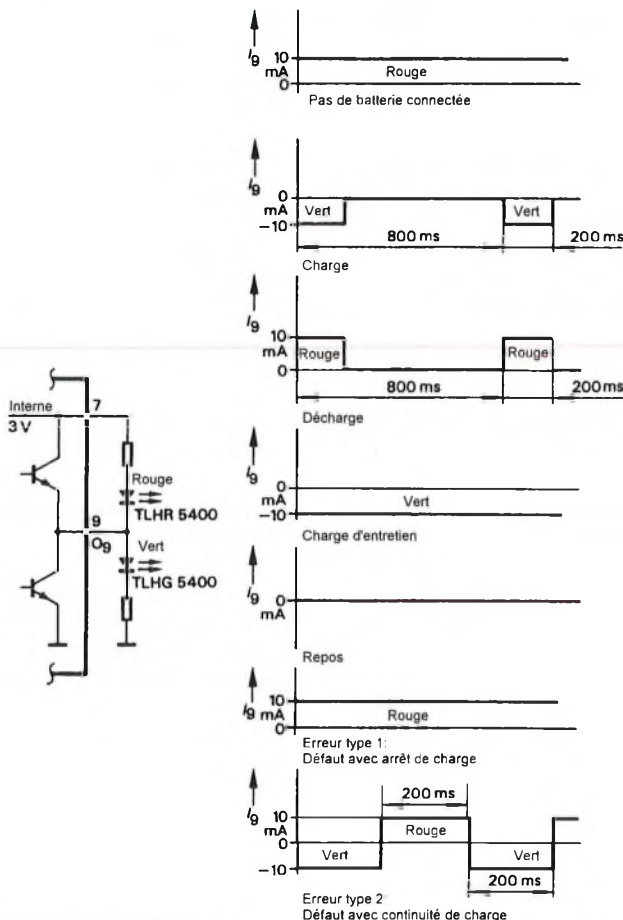 I9 10
mA
0
Rouge
Pas de batterie connectée
I9 0
mA
−10
Vert
Vert
800 ms
200 ms
Charge
I9 10
mA
0
Rouge
Rouge
800 ms
200 ms
Décharge
Interne
3 V
7
Rouge
TLHR 5400
9
O9
Vert
TLHG 5400
I9 0
mA
−10
Vert
Charge d'entretien
I9 0
Repos
I9 10
mA
0
Rouge
Erreur type 1:
Défaut avec arrêt de charge
200 ms
I9 10
mA
0
−10
Vert
Rouge
Vert
200 ms
Erreur type 2
Défaut avec continuité de charge